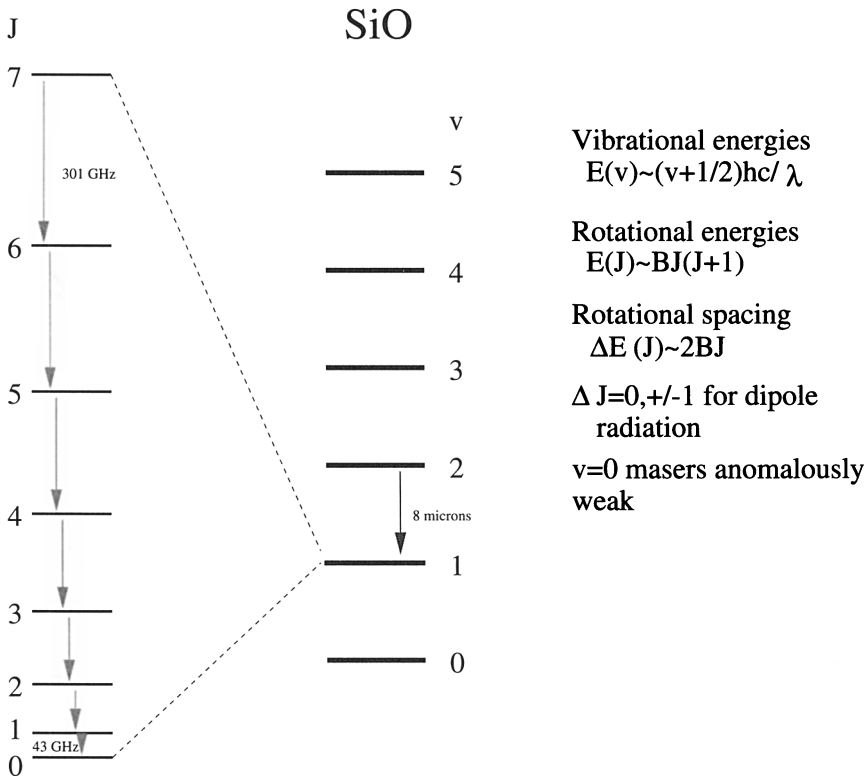 SiO
J
7
301 GHz
6
5
4
3
2
1
43 GHz
0
v
5
4
3
2
8 microns
1
0
Vibrational energies
E(v)~(v+1/2)hc/ λ
Rotational energies
E(J)~BJ(J+1)
Rotational spacing
ΔE (J)~2BJ
Δ J=0,+/-1 for dipole
radiation
v=0 masers anomalously
weak